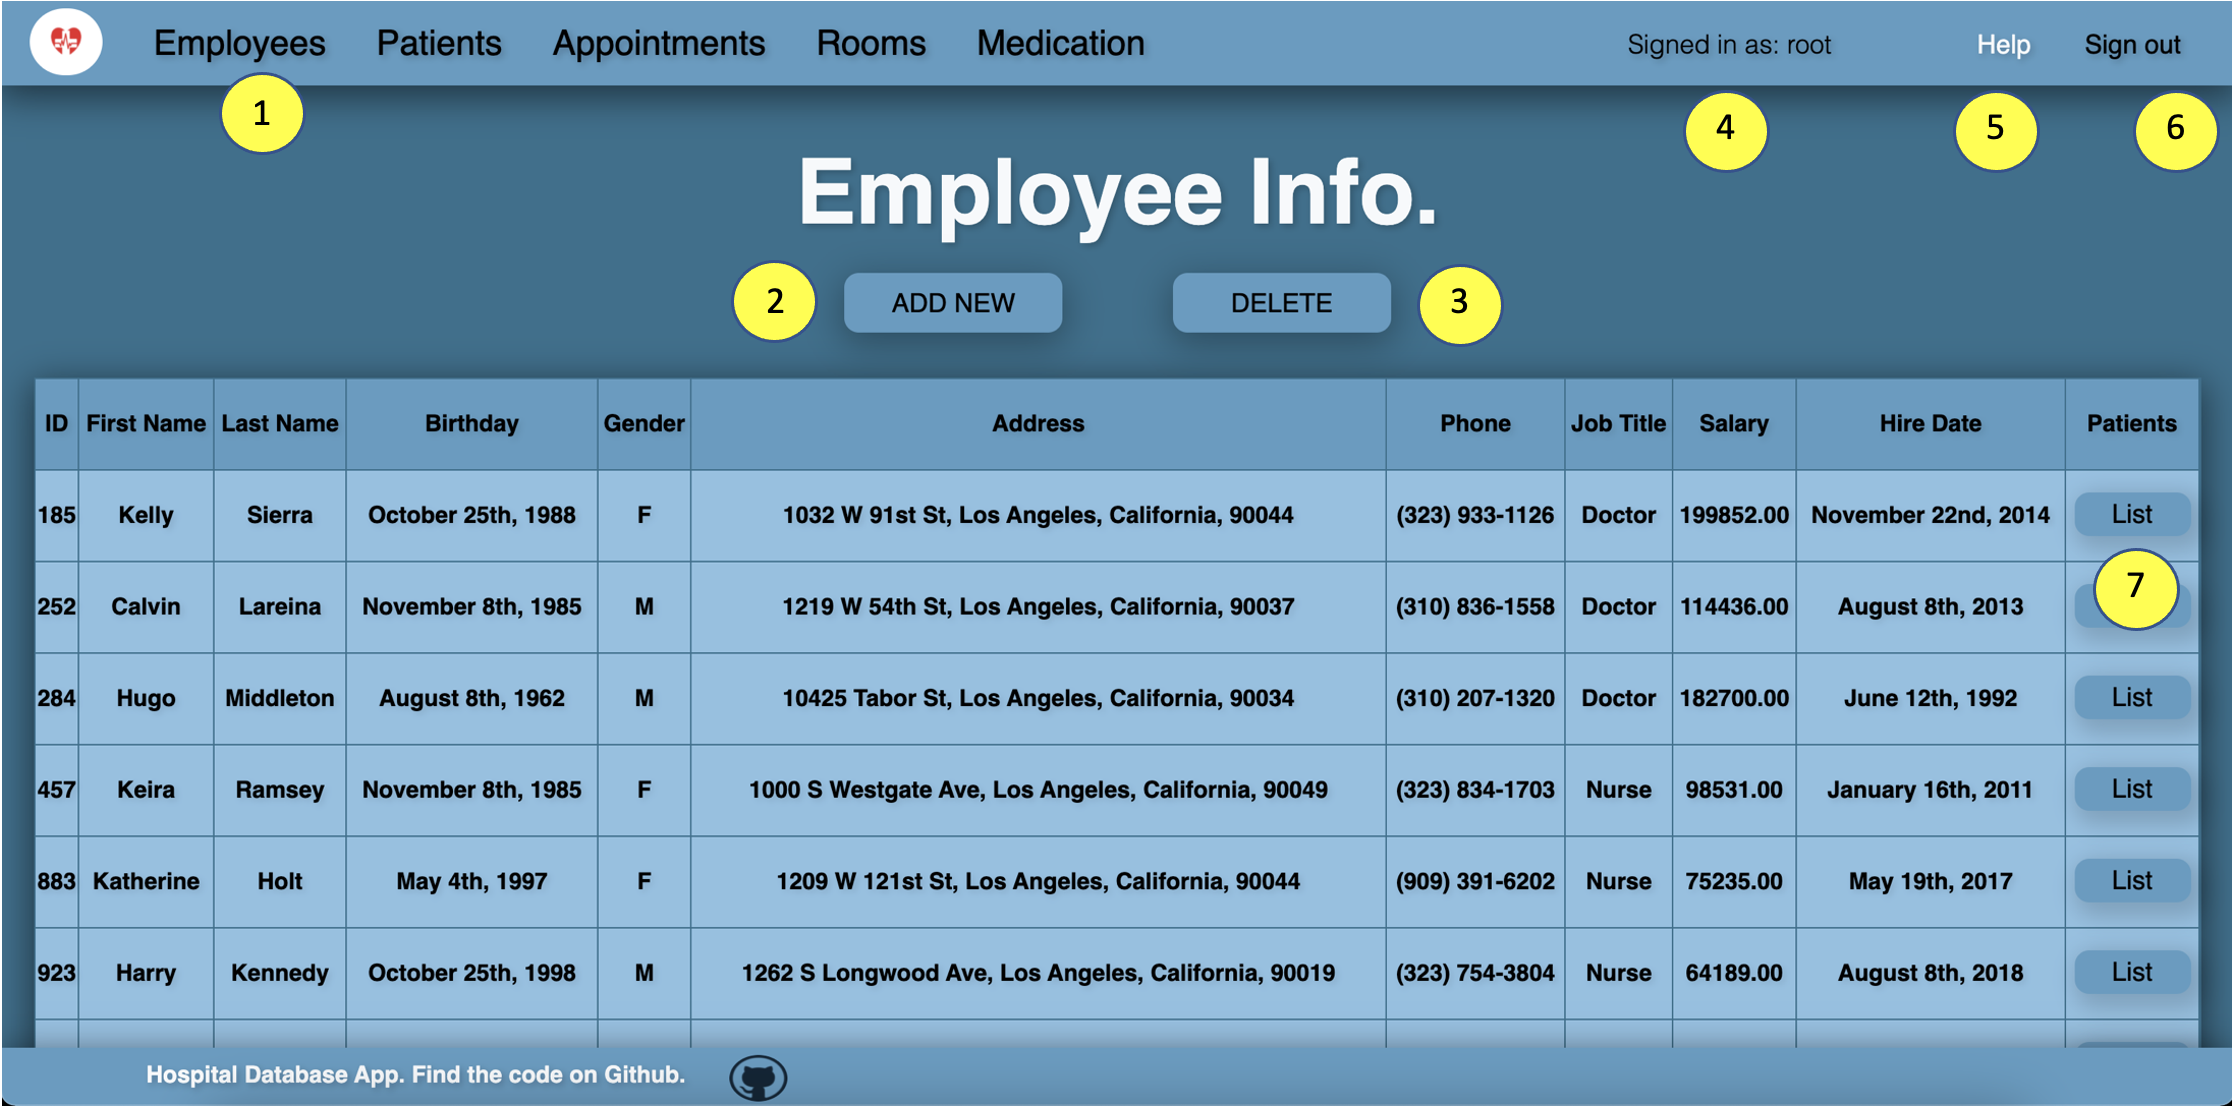 Employees Patients Appointments Rooms Medication Signed in as: root Help Sign out
1 4 5 6
Employee Info.
2 ADD NEW DELETE 3
ID First Name Last Name Birthday Gender Address Phone Job Title Salary Hire Date Patients
185 Kelly Sierra October 25th, 1988 F 1032 W 91st St, Los Angeles, California, 90044 (323) 933-1126 Doctor 199852.00 November 22nd, 2014 List
252 Calvin Lareina November 8th, 1985 M 1219 W 54th St, Los Angeles, California, 90037 (310) 836-1558 Doctor 114436.00 August 8th, 2013 7
284 Hugo Middleton August 8th, 1962 M 10425 Tabor St, Los Angeles, California, 90034 (310) 207-1320 Doctor 182700.00 June 12th, 1992 List
457 Keira Ramsey November 8th, 1985 F 1000 S Westgate Ave, Los Angeles, California, 90049 (323) 834-1703 Nurse 98531.00 January 16th, 2011 List
883 Katherine Holt May 4th, 1997 F 1209 W 121st St, Los Angeles, California, 90044 (909) 391-6202 Nurse 75235.00 May 19th, 2017 List
923 Harry Kennedy October 25th, 1998 M 1262 S Longwood Ave, Los Angeles, California, 90019 (323) 754-3804 Nurse 64189.00 August 8th, 2018 List
Hospital Database App. Find the code on Github.